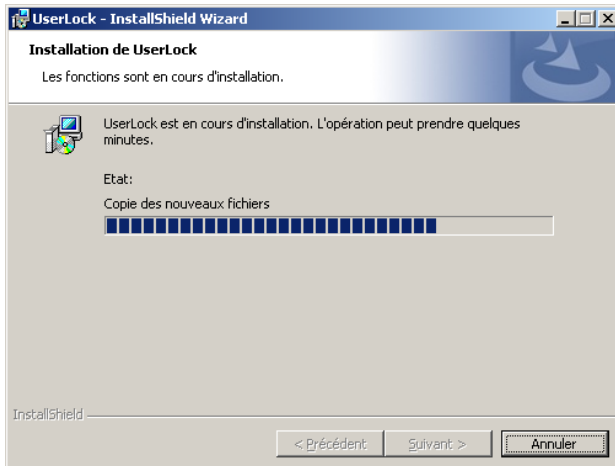 UserLock - InstallShield Wizard
Installation de UserLock
Les fonctions sont en cours d'installation.
UserLock est en cours d'installation. L'opération peut prendre quelques
minutes.
Etat:
Copie des nouveaux fichiers
InstallShield
< Précédent Suivant > Annuler